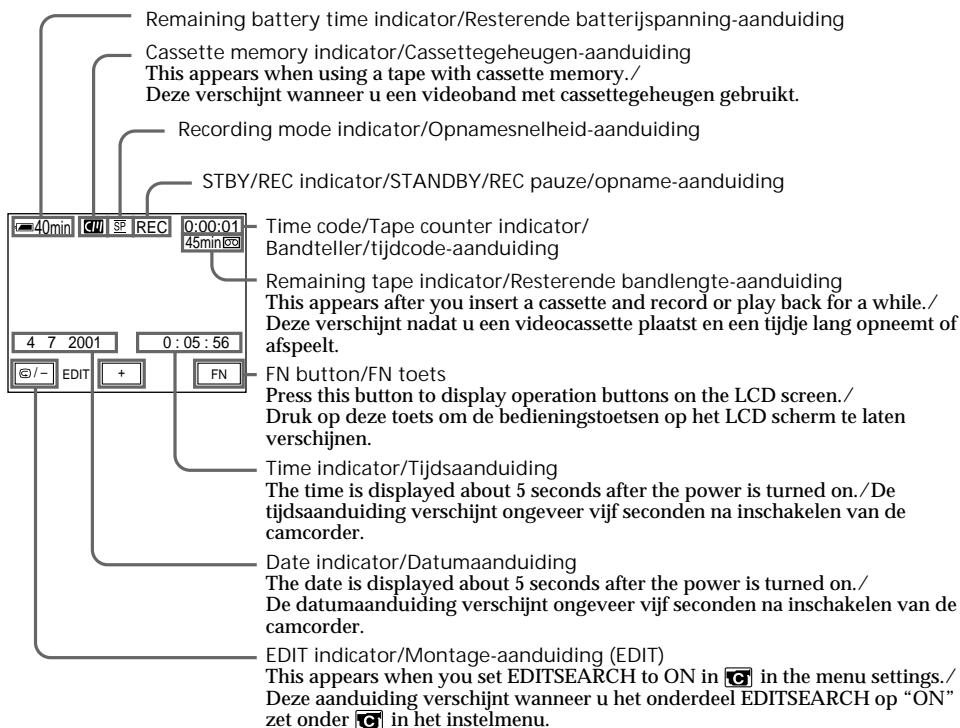 Remaining battery time indicator/Resterende batterijspanning-aanduiding
Cassette memory indicator/Cassettegeheugen-aanduiding
This appears when using a tape with cassette memory./
Deze verschijnt wanneer u een videoband met cassettegeheugen gebruikt.
Recording mode indicator/Opnamesnelheid-aanduiding
STBY/REC indicator/STANDBY/REC pauze/opname-aanduiding
40min SP REC 0:00:01
45min
Time code/Tape counter indicator/
Bandteller/tijdcode-aanduiding
Remaining tape indicator/Resterende bandlengte-aanduiding
This appears after you insert a cassette and record or play back for a while./
Deze verschijnt nadat u een videocassette plaatst en een tijdje lang opneemt of
afspeelt.
4 7 2001 0 : 05 : 56
©/– EDIT + FN
FN button/FN toets
Press this button to display operation buttons on the LCD screen./
Druk op deze toets om de bedieningstoetsen op het LCD scherm te laten
verschijnen.
Time indicator/Tijdsaanduiding
The time is displayed about 5 seconds after the power is turned on./De
tijdsaanduiding verschijnt ongeveer vijf seconden na inschakelen van de
camcorder.
Date indicator/Datumaanduiding
The date is displayed about 5 seconds after the power is turned on./
De datumaanduiding verschijnt ongeveer vijf seconden na inschakelen van de
camcorder.
EDIT indicator/Montage-aanduiding (EDIT)
This appears when you set EDITSEARCH to ON in in the menu settings./
Deze aanduiding verschijnt wanneer u het onderdeel EDITSEARCH op “ON”
zet onder in het instelmenu.